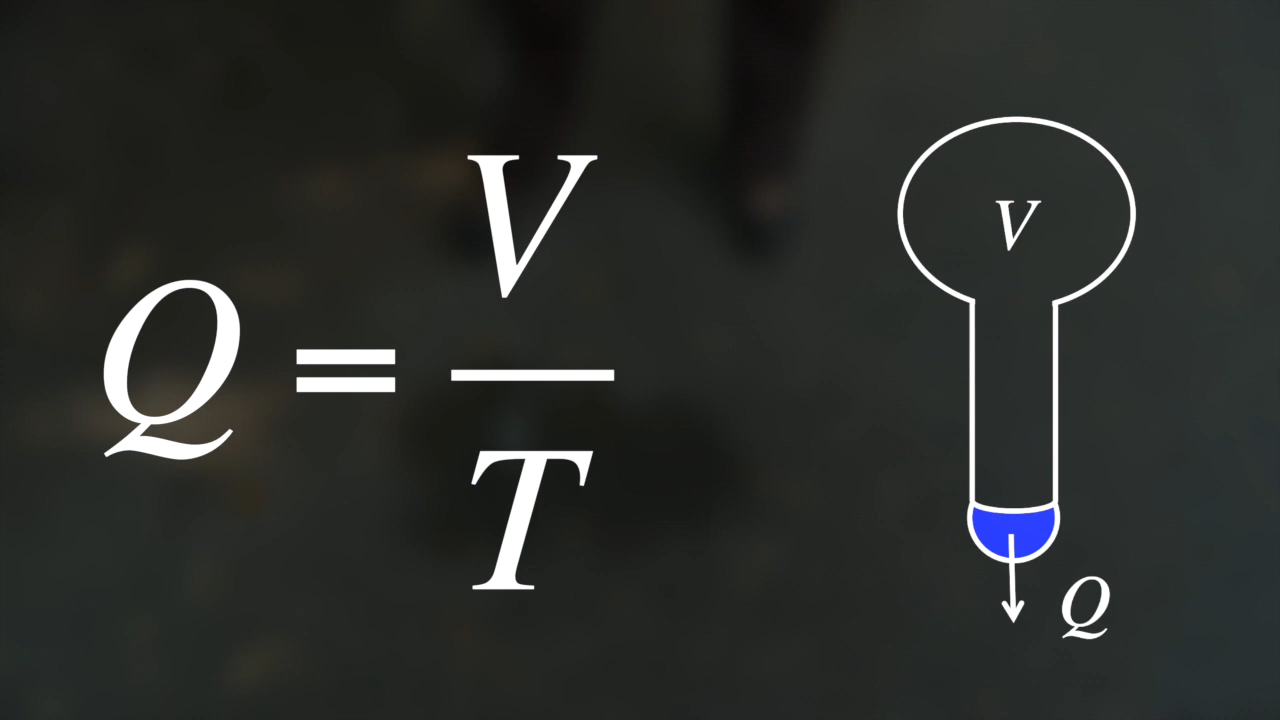 Q = V / T
V
Q